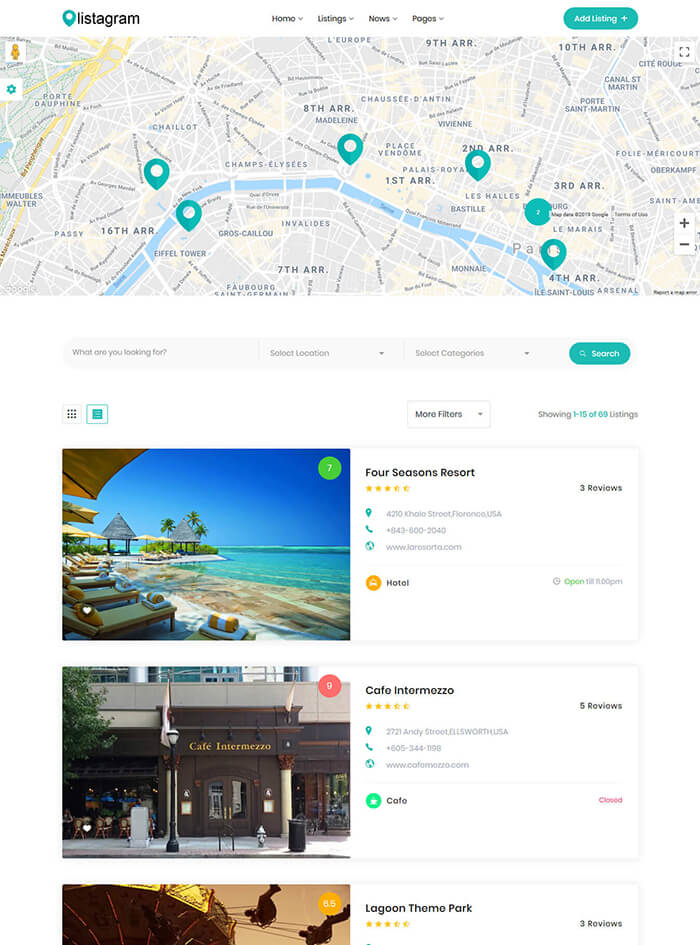 listagram
Home
Listings
News
Pages
Add Listing +
L'EUROPE
9TH ARR.
10TH ARR.
CITÉ ROUGE
PORTE DAUPHINE
CANAL ST MARTIN
CHAUSSÉE-D'ANTIN
8TH ARR.
MADELEINE
PORTE SAINT-MARTIN
CHAILLOT
VIVIENNE
PLACE VENDÔME
2ND ARR.
FOLIE-MÉRICOURT
CHAMPS-ÉLYSÉES
PALAIS-ROYAL
OBERKAMPF
1ST ARR.
3RD ARR.
LES HALLES
IMMEUBLES WALTER
BASTILLE
2
Map data ©2019 Google
Terms of Use
LE MARAIS
PASSY
16TH ARR.
GROS-CAILLOU
INVALIDES
EIFFEL TOWER
7TH ARR.
MONNAIE
4TH ARR.
FAUBOURG SAINT-GERMAIN
ÎLE SAINT-LOUIS
ARSENAL
Report a map error
What are you looking for?
Select Location
Select Categories
Search
More Filters
Showing 1-15 of 69 Listings
7
Four Seasons Resort
3 Reviews
4210 Khale Street,Florence,USA
+843-600-2040
www.laresorta.com
Hotel
Open till 11.00pm
9
Café Intermezzo
Cafe Intermezzo
5 Reviews
2721 Andy Street,ELLSWORTH,USA
+605-344-1198
www.cafemezzo.com
Cafe
Closed
6.5
Lagoon Theme Park
3 Reviews